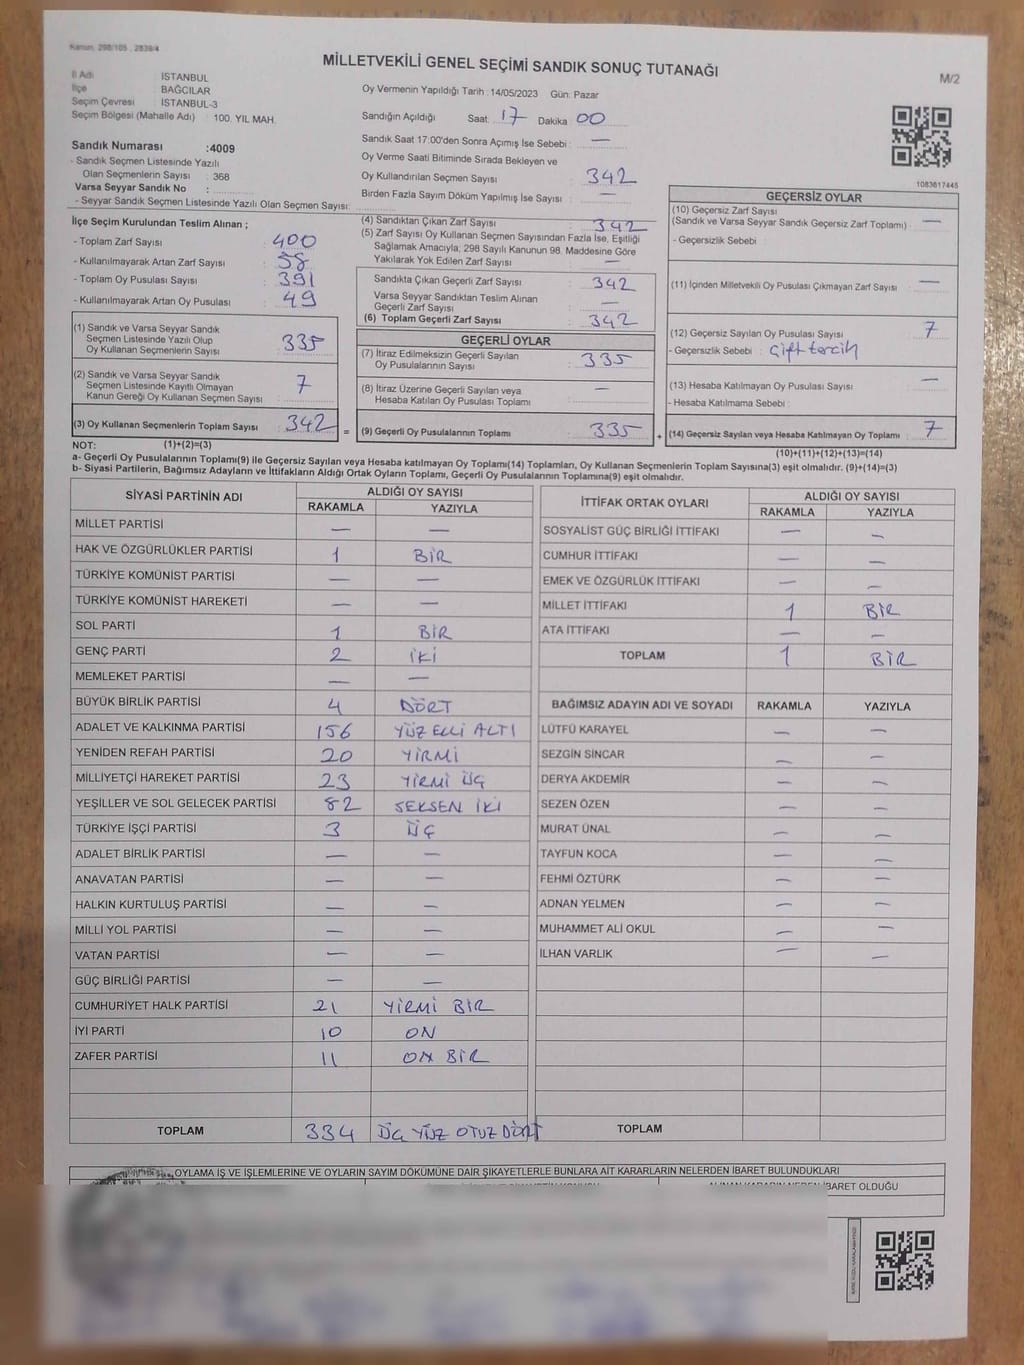 Kanun, 298/105 , 2839/4
MİLLETVEKİLİ GENEL SEÇİMİ SANDIK SONUÇ TUTANAĞI
M/2
İl Adı : İSTANBUL
İlçe : BAĞCILAR
Seçim Çevresi : İSTANBUL-3
Seçim Bölgesi (Mahalle Adı) : 100. YIL MAH.
Sandık Numarası :4009
- Sandık Seçmen Listesinde Yazılı
Olan Seçmenlerin Sayısı : 368
Varsa Seyyar Sandık No :
- Seyyar Sandık Seçmen Listesinde Yazılı Olan Seçmen Sayısı:
Oy Vermenin Yapıldığı Tarih : 14/05/2023 Gün: Pazar
Sandığın Açıldığı Saat: 17 Dakika: 00
Sandık Saat 17:00'den Sonra Açımış İse Sebebi : —
Oy Verme Saati Bitiminde Sırada Bekleyen ve
Oy Kullandırılan Seçmen Sayısı : 342
Birden Fazla Sayım Döküm Yapılmış İse Sayısı : —
1083617445
İlçe Seçim Kurulundan Teslim Alınan ;
- Toplam Zarf Sayısı : 400
- Kullanılmayarak Artan Zarf Sayısı : 58
- Toplam Oy Pusulası Sayısı : 391
- Kullanılmayarak Artan Oy Pusulası : 49
(1) Sandık ve Varsa Seyyar Sandık
Seçmen Listesinde Yazılı Olup
Oy Kullanan Seçmenlerin Sayısı : 335
(2) Sandık ve Varsa Seyyar Sandık
Seçmen Listesinde Kayıtlı Olmayan
Kanun Gereği Oy Kullanan Seçmen Sayısı : 7
(3) Oy Kullanan Seçmenlerin Toplam Sayısı : 342 =
(4) Sandıktan Çıkan Zarf Sayısı : 342
(5) Zarf Sayısı Oy Kullanan Seçmen Sayısından Fazla İse, Eşitliği
Sağlamak Amacıyla; 298 Sayılı Kanunun 98. Maddesine Göre
Yakılarak Yok Edilen Zarf Sayısı : —
Sandıkta Çıkan Geçerli Zarf Sayısı : 342
Varsa Seyyar Sandıktan Teslim Alınan
Geçerli Zarf Sayısı : —
(6) Toplam Geçerli Zarf Sayısı : 342
GEÇERLİ OYLAR
(7) İtiraz Edilmeksizin Geçerli Sayılan
Oy Pusulalarının Sayısı : 335
(8) İtiraz Üzerine Geçerli Sayılan veya
Hesaba Katılan Oy Pusulası Toplamı : —
(9) Geçerli Oy Pusulalarının Toplamı : 335 +
GEÇERSİZ OYLAR
(10) Geçersiz Zarf Sayısı
(Sandık ve Varsa Seyyar Sandık Geçersiz Zarf Toplamı) : —
- Geçersizlik Sebebi :
(11) İçinden Milletvekili Oy Pusulası Çıkmayan Zarf Sayısı : —
(12) Geçersiz Sayılan Oy Pusulası Sayısı : 7
- Geçersizlik Sebebi : Çift tercih
(13) Hesaba Katılmayan Oy Pusulası Sayısı : —
- Hesaba Katılmama Sebebi :
(14) Geçersiz Sayılan veya Hesaba Katılmayan Oy Toplamı : 7
NOT: (1)+(2)=(3)
(10)+(11)+(12)+(13)=(14)
a- Geçerli Oy Pusulalarının Toplamı(9) ile Geçersiz Sayılan veya Hesaba katılmayan Oy Toplamı(14) Toplamları, Oy Kullanan Seçmenlerin Toplam Sayısına(3) eşit olmalıdır. (9)+(14)=(3)
b- Siyasi Partilerin, Bağımsız Adayların ve İttifakların Aldığı Ortak Oyların Toplamı, Geçerli Oy Pusulalarının Toplamına(9) eşit olmalıdır.
SİYASİ PARTİNİN ADI ALDIĞI OY SAYISI
RAKAMLA YAZIYLA
MİLLET PARTİSİ — —
HAK VE ÖZGÜRLÜKLER PARTİSİ 1 BİR
TÜRKİYE KOMÜNİST PARTİSİ — —
TÜRKİYE KOMÜNİST HAREKETİ — —
SOL PARTİ 1 BİR
GENÇ PARTİ 2 İKİ
MEMLEKET PARTİSİ — —
BÜYÜK BİRLİK PARTİSİ 4 DÖRT
ADALET VE KALKINMA PARTİSİ 156 YÜZ ELLİ ALTI
YENİDEN REFAH PARTİSİ 20 YİRMİ
MİLLİYETÇİ HAREKET PARTİSİ 23 YİRMİ ÜÇ
YEŞİLLER VE SOL GELECEK PARTİSİ 82 SEKSEN İKİ
TÜRKİYE İŞÇİ PARTİSİ 3 ÜÇ
ADALET BİRLİK PARTİSİ — —
ANAVATAN PARTİSİ — —
HALKIN KURTULUŞ PARTİSİ — —
MİLLİ YOL PARTİSİ — —
VATAN PARTİSİ — —
GÜÇ BİRLİĞİ PARTİSİ — —
CUMHURİYET HALK PARTİSİ 21 YİRMİ BİR
İYİ PARTİ 10 ON
ZAFER PARTİSİ 11 ON BİR
TOPLAM 334 ÜÇ YÜZ OTUZ DÖRT
İTTİFAK ORTAK OYLARI ALDIĞI OY SAYISI
RAKAMLA YAZIYLA
SOSYALİST GÜÇ BİRLİĞİ İTTİFAKI — —
CUMHUR İTTİFAKI — —
EMEK VE ÖZGÜRLÜK İTTİFAKI — —
MİLLET İTTİFAKI 1 BİR
ATA İTTİFAKI — —
TOPLAM 1 BİR
BAĞIMSIZ ADAYIN ADI VE SOYADI RAKAMLA YAZIYLA
LÜTFÜ KARAYEL — —
SEZGİN SİNCAR — —
DERYA AKDEMİR — —
SEZEN ÖZEN — —
MURAT ÜNAL — —
TAYFUN KOCA — —
FEHMİ ÖZTÜRK — —
ADNAN YELMEN — —
MUHAMMET ALİ OKUL — —
İLHAN VARLIK — —
TOPLAM
OYLAMA İŞ VE İŞLEMLERİNE VE OYLARIN SAYIM DÖKÜMÜNE DAİR ŞİKAYETLERLE BUNLARA AİT KARARLARIN NELERDEN İBARET BULUNDUKLARI
ALINAN KARARIN NEDEN İBARET OLDUĞU